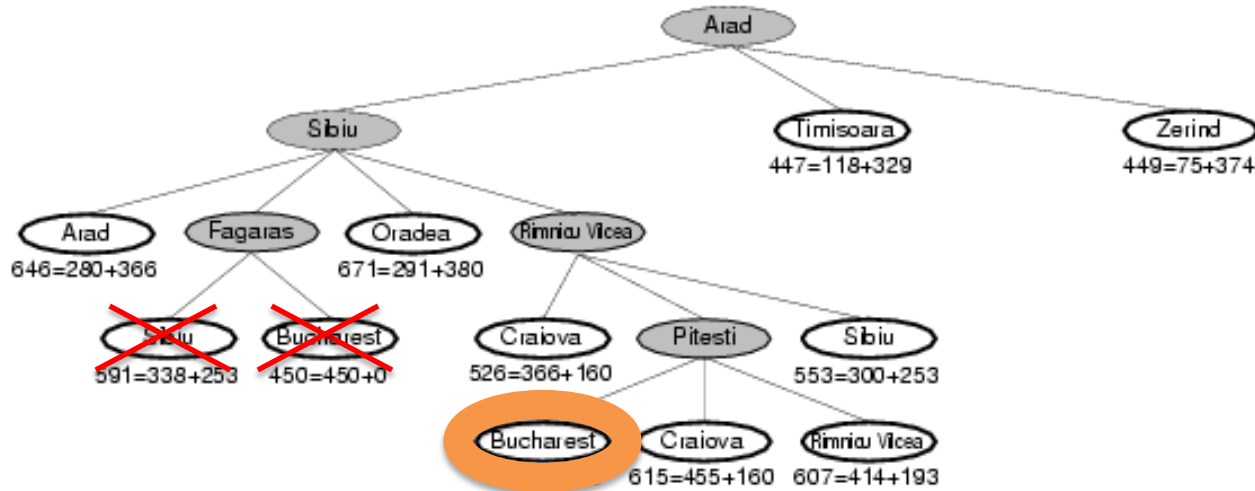 Arad
Sibiu
Timisoara
Zerind
447=118+329
449=75+374
Arad
Fagaras
Oradea
Rimnicu Vilcea
646=280+366
671=291+380
Sibiu
Bucharest
Craiova
Pitesti
Sibiu
591=338+253
450=450+0
526=366+160
553=300+253
Bucharest
Craiova
Rimnicu Vilcea
615=455+160
607=414+193